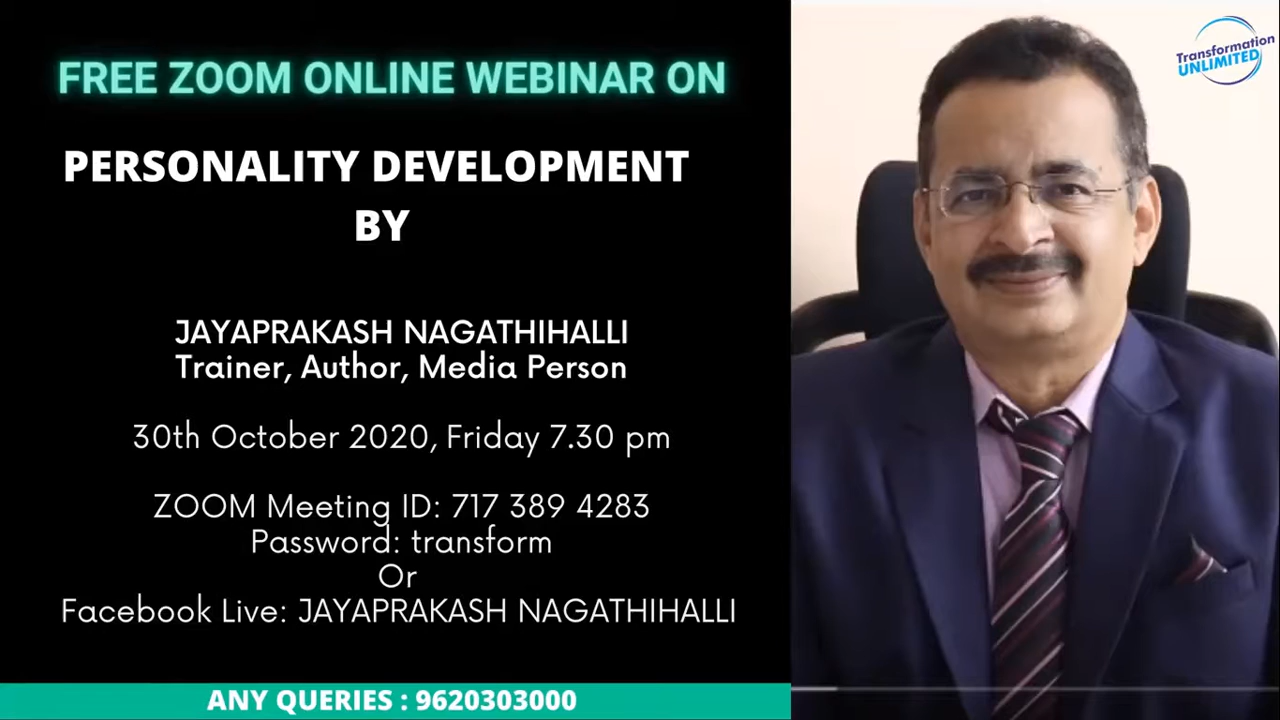 FREE ZOOM ONLINE WEBINAR ON
PERSONALITY DEVELOPMENT
BY
JAYAPRAKASH NAGATHIHALLI
Trainer, Author, Media Person
30th October 2020, Friday 7.30 pm
ZOOM Meeting ID: 717 389 4283
Password: transform
Or
Facebook Live: JAYAPRAKASH NAGATHIHALLI
ANY QUERIES : 9620303000
Transformation
UNLIMITED